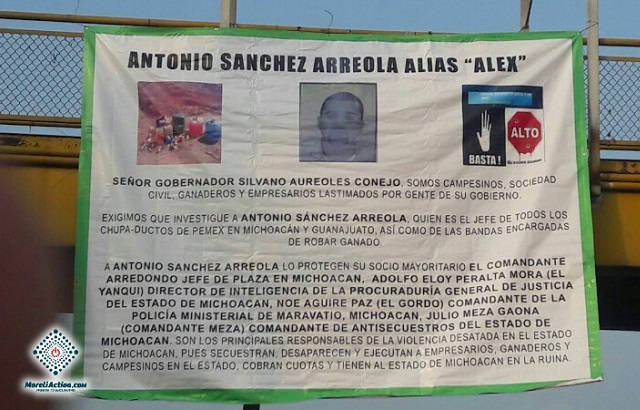 ANTONIO SANCHEZ ARREOLA ALIAS "ALEX"
BASTA !
ALTO
SEÑOR GOBERNADOR SILVANO AUREOLES CONEJO, SOMOS CAMPESINOS, SOCIEDAD
CIVIL, GANADEROS Y EMPRESARIOS LASTIMADOS POR GENTE DE SU GOBIERNO.
EXIGIMOS QUE INVESTIGUE A ANTONIO SÁNCHEZ ARREOLA, QUIEN ES EL JEFE DE TODOS LOS
CHUPA-DUCTOS DE PEMEX EN MICHOACÁN Y GUANAJUATO, ASÍ COMO DE LAS BANDAS ENCARGADAS
DE ROBAR GANADO.
A ANTONIO SANCHEZ ARREOLA LO PROTEGEN SU SOCIO MAYORITARIO EL COMANDANTE
ARREDONDO JEFE DE PLAZA EN MICHOACAN, ADOLFO ELOY PERALTA MORA (EL
YANQUI) DIRECTOR DE INTELIGENCIA DE LA PROCURADURÍA GENERAL DE JUSTICIA
DEL ESTADO DE MICHOACAN, NOE AGUIRE PAZ (EL GORDO) COMANDANTE DE LA
POLICÍA MINISTERIAL DE MARAVATIO, MICHOACAN, JULIO MEZA GAONA
(COMANDANTE MEZA) COMANDANTE DE ANTISECUESTROS DEL ESTADO DE
MICHOACAN. SON LOS PRINCIPALES RESPONSABLES DE LA VIOLENCIA DESATADA EN EL ESTADO
DE MICHOACAN, PUES SECUESTRAN, DESAPARECEN Y EJECUTAN A EMPRESARIOS, GANADEROS Y
CAMPESINOS EN EL ESTADO, COBRAN CUOTAS Y TIENEN AL ESTADO DE MICHOACAN EN LA RUINA.
MoreliActiva.com